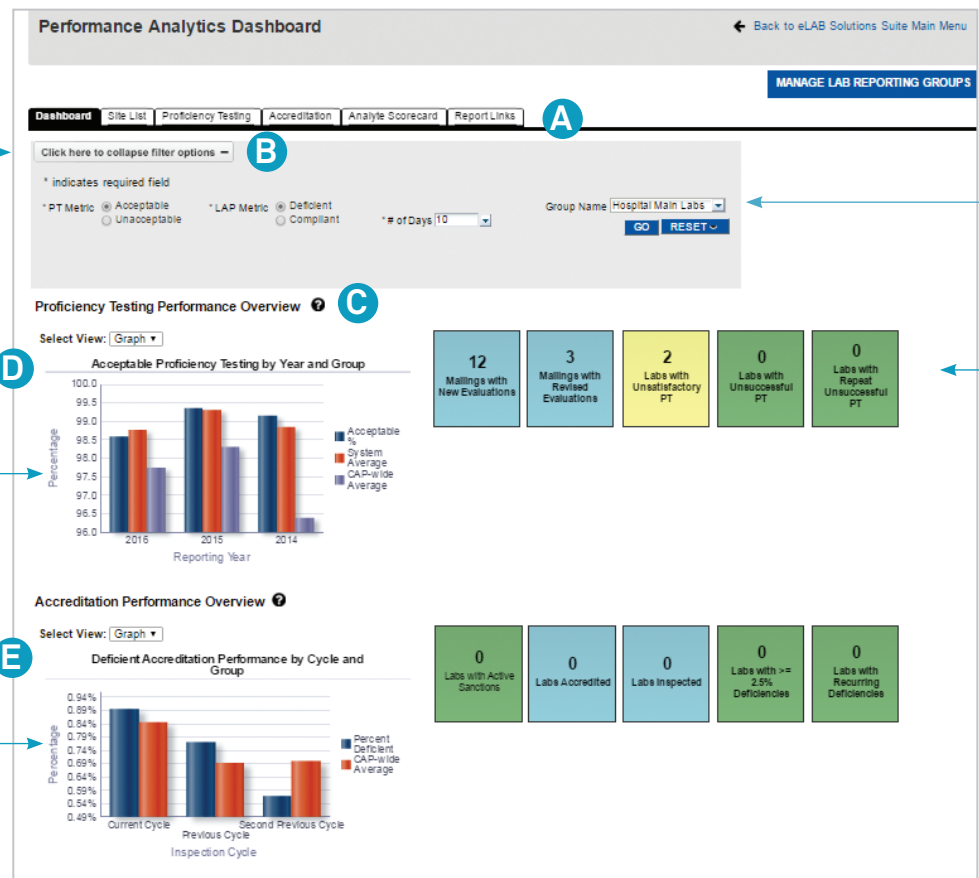 Performance Analytics Dashboard
Back to eLAB Solutions Suite Main Menu
MANAGE LAB REPORTING GROUPS
Dashboard Site List Proficiency Testing Accreditation Analyte Scorecard Report Links
A
Click here to collapse filter options −
B
* indicates required field
* PT Metric Acceptable
Unacceptable
* LAP Metric Deficient
Compliant
* # of Days 10
Group Name Hospital Main Labs
GO RESET
Proficiency Testing Performance Overview ?
C
Select View: Graph
D
Acceptable Proficiency Testing by Year and Group
100.0
99.5
99.0
98.5
98.0
97.5
97.0
96.5
96.0
Percentage
2016 2015 2014
Reporting Year
Acceptable
%
System
Average
CAP-wide
Average
12
Mailings with
New Evaluations
3
Mailings with
Revised
Evaluations
2
Labs with
Unsatisfactory
PT
0
Labs with
Unsuccessful
PT
0
Labs with
Repeat
Unsuccessful
PT
Accreditation Performance Overview ?
Select View: Graph
E
Deficient Accreditation Performance by Cycle and
Group
0.94%
0.89%
0.84%
0.79%
0.74%
0.69%
0.64%
0.59%
0.54%
0.49%
Percentage
Current Cycle
Previous Cycle
Second Previous Cycle
Inspection Cycle
Percent
Deficient
CAP-wide
Average
0
Labs with Active
Sanctions
0
Labs Accredited
0
Labs Inspected
0
Labs with >=
2.5%
Deficiencies
0
Labs with
Recurring
Deficiencies